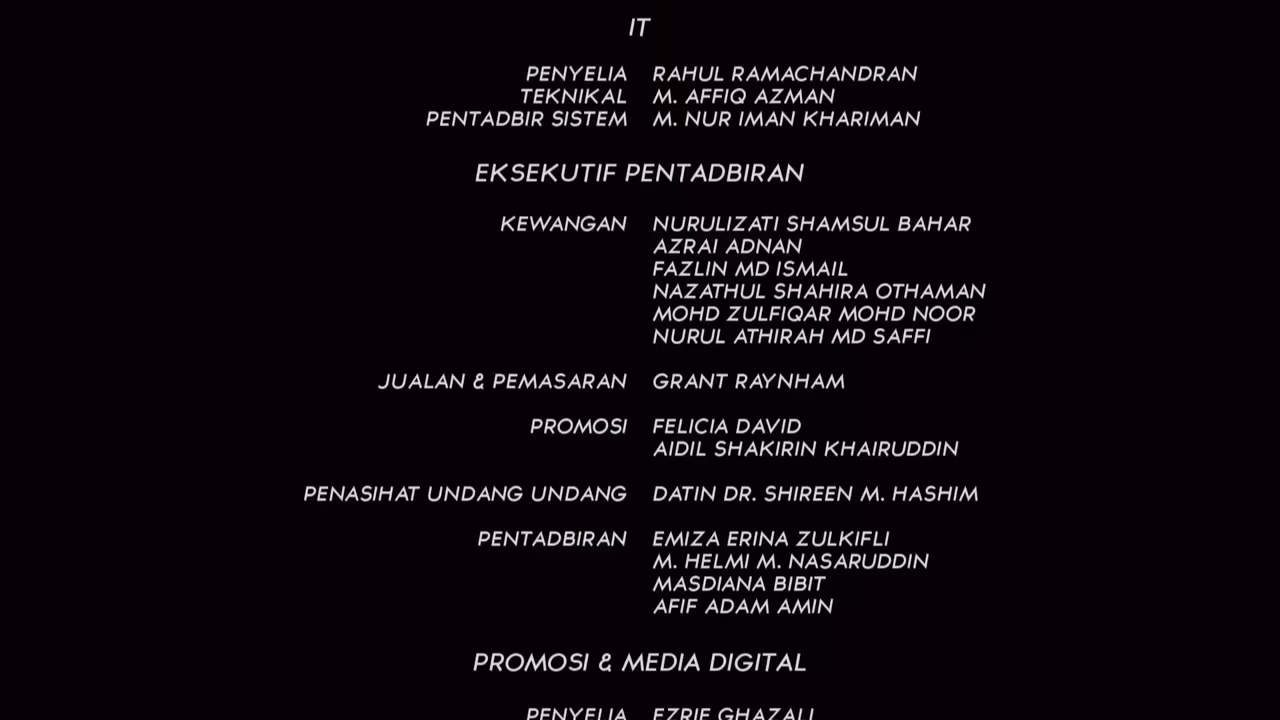 IT
PENYELIA RAHUL RAMACHANDRAN
TEKNIKAL M. AFFIQ AZMAN
PENTADBIR SISTEM M. NUR IMAN KHARIMAN
EKSEKUTIF PENTADBIRAN
KEWANGAN NURULIZATI SHAMSUL BAHAR
AZRAI ADNAN
FAZLIN MD ISMAIL
NAZATHUL SHAHIRA OTHAMAN
MOHD ZULFIQAR MOHD NOOR
NURUL ATHIRAH MD SAFFI
JUALAN & PEMASARAN GRANT RAYNHAM
PROMOSI FELICIA DAVID
AIDIL SHAKIRIN KHAIRUDDIN
PENASIHAT UNDANG UNDANG DATIN DR. SHIREEN M. HASHIM
PENTADBIRAN EMIZA ERINA ZULKIFLI
M. HELMI M. NASARUDDIN
MASDIANA BIBIT
AFIF ADAM AMIN
PROMOSI & MEDIA DIGITAL
PENYELIA EZRIE GHAZALI